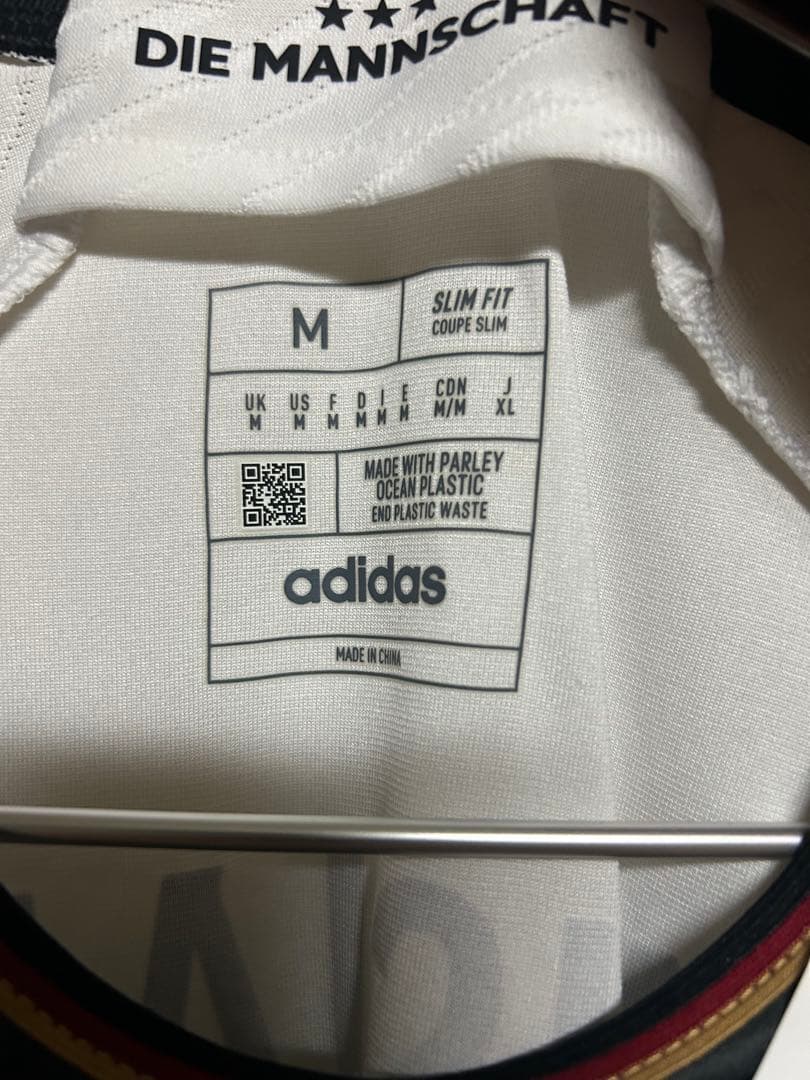 DIE MANNSCHAFT
M
SLIM FIT
COUPE SLIM
UK US F D I E CDN J
M M M M M M M/M XL
MADE WITH PARLEY
OCEAN PLASTIC
END PLASTIC WASTE
adidas
MADE IN CHINA